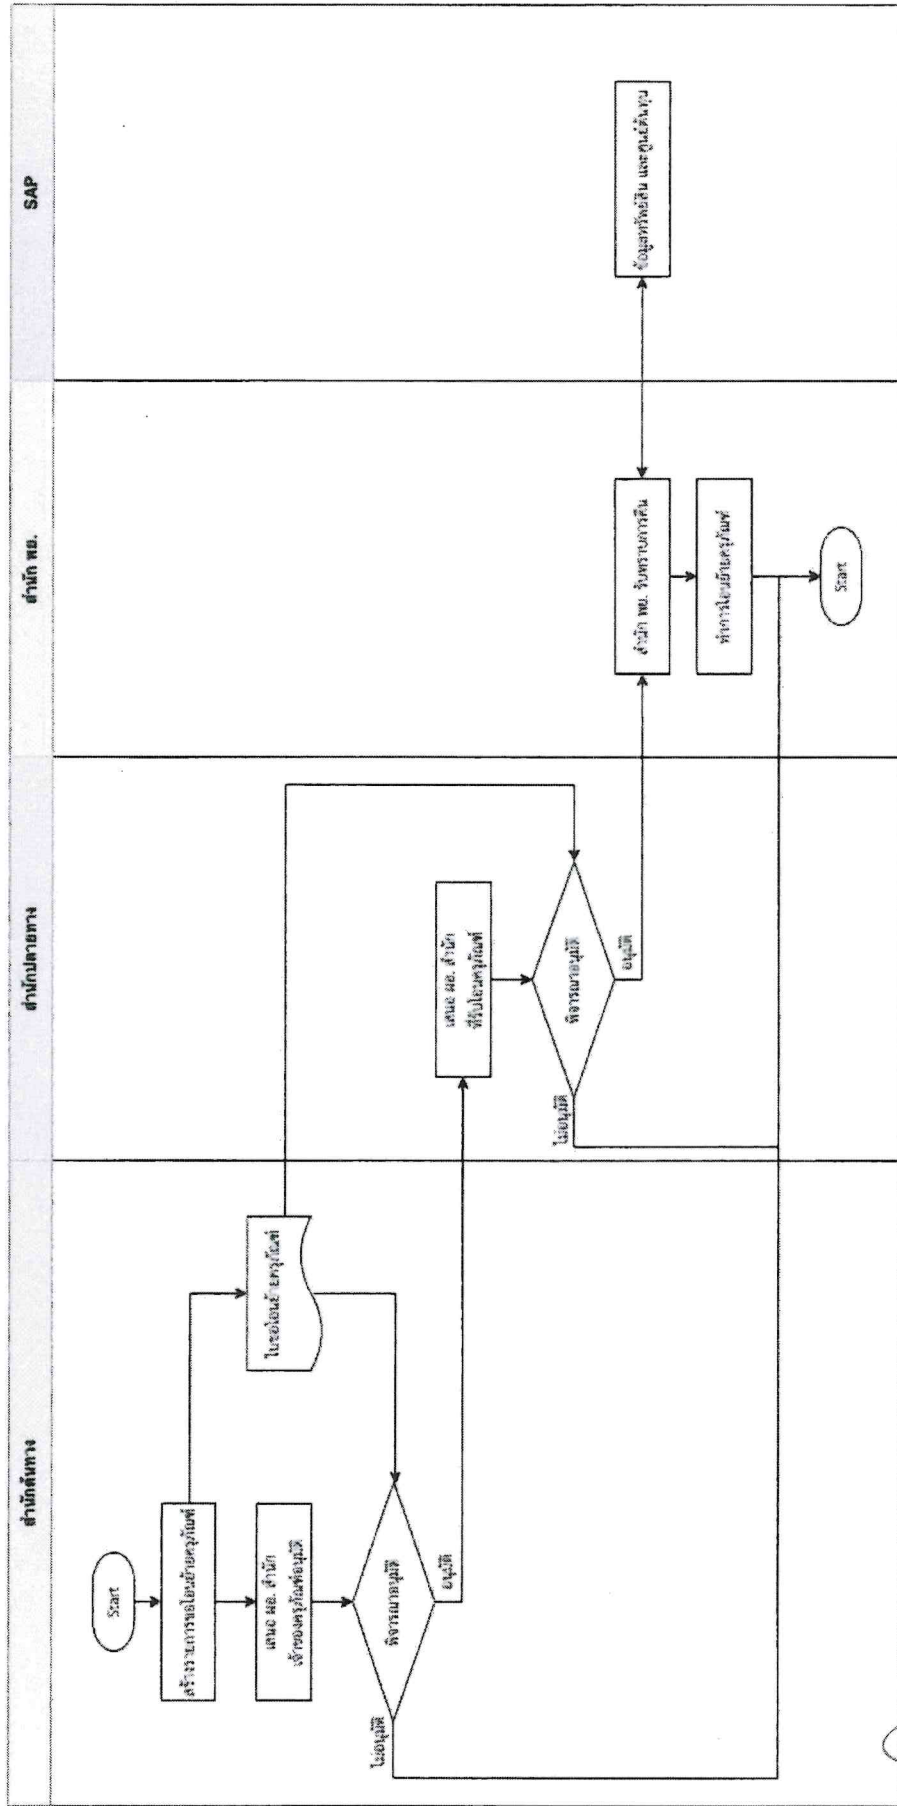 สำนักต้นทาง
สำนักปลายทาง
สำนัก พย.
SAP
Start
สร้างรายการขอโอนย้ายครุภัณฑ์
เสนอ ผอ. สำนัก
เจ้าของครุภัณฑ์อนุมัติ
ใบขอโอนย้ายครุภัณฑ์
พิจารณาอนุมัติ
ไม่อนุมัติ
อนุมัติ
เสนอ ผอ. สำนัก
ที่รับโอนครุภัณฑ์
พิจารณาอนุมัติ
ไม่อนุมัติ
อนุมัติ
สำนัก พย. รับทราบการคืน
ข้อมูลทรัพย์สิน และศูนย์ต้นทุน
ทำการโอนย้ายครุภัณฑ์
Start